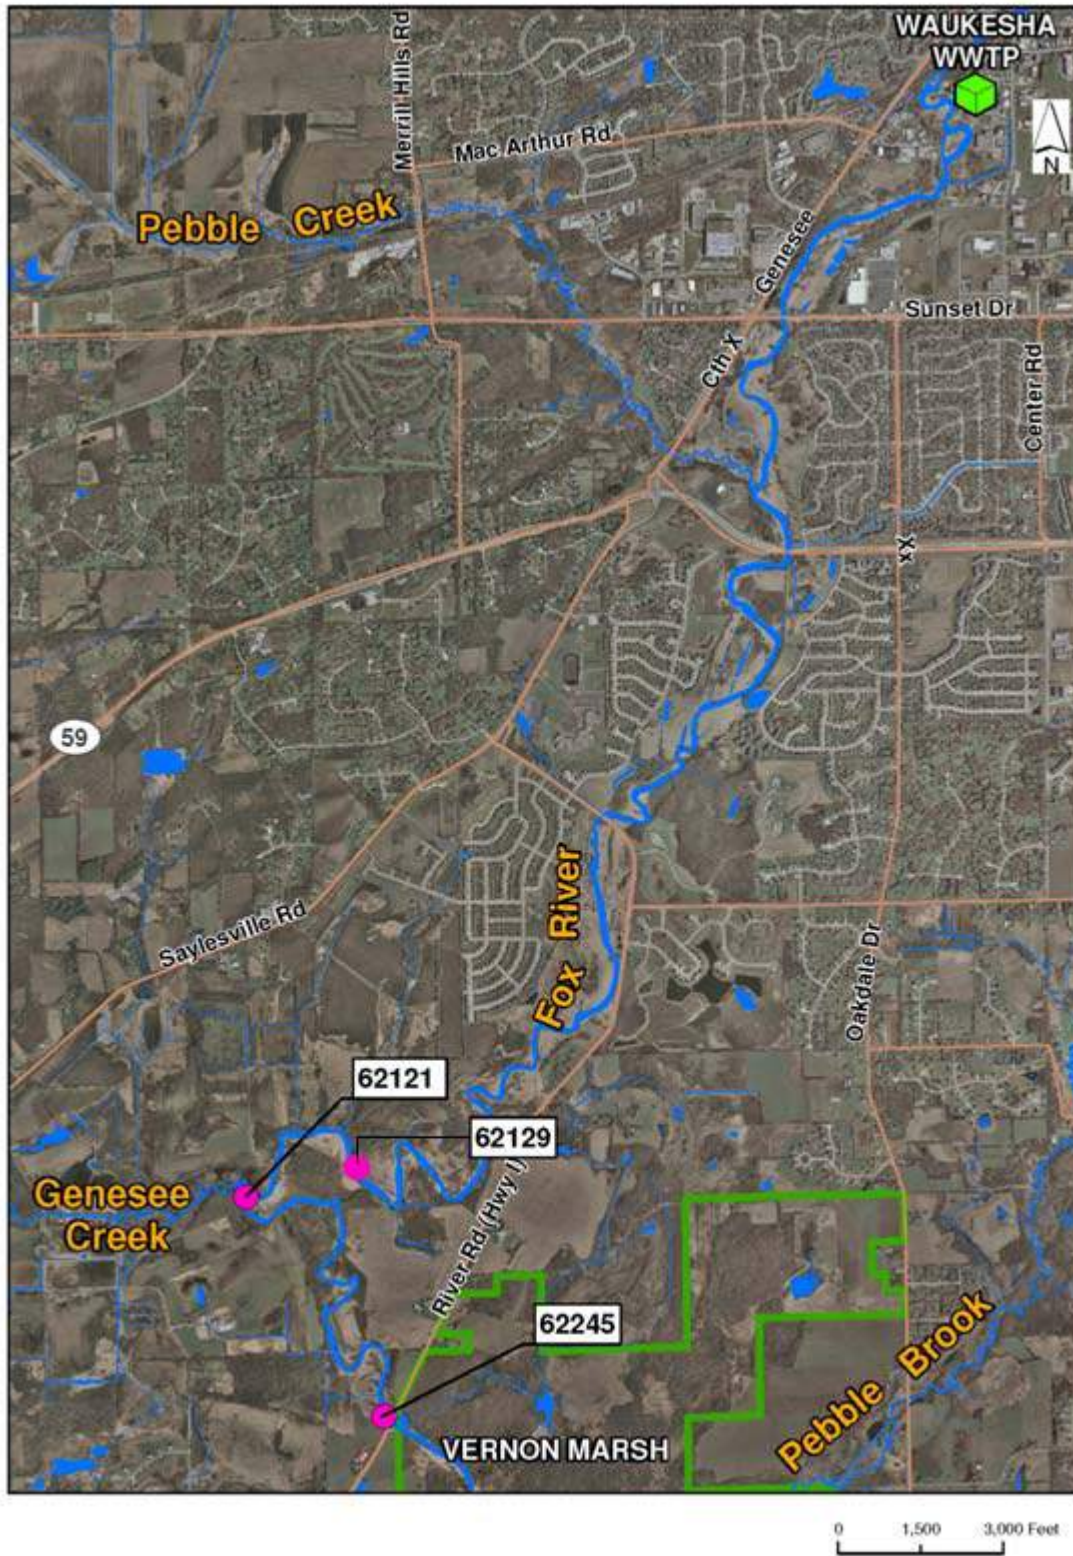 WAUKESHA
WWTP
N
Merrill Hills Rd
Mac Arthur Rd
Pebble Creek
Genesee
Sunset Dr
Cth X
Center Rd
Xx
59
Fox River
Saylesville Rd
Oakdale Dr
62121
62129
Genesee
Creek
River Rd (Hwy I)
62245
Pebble Brook
VERNON MARSH
0 1,500 3,000 Feet